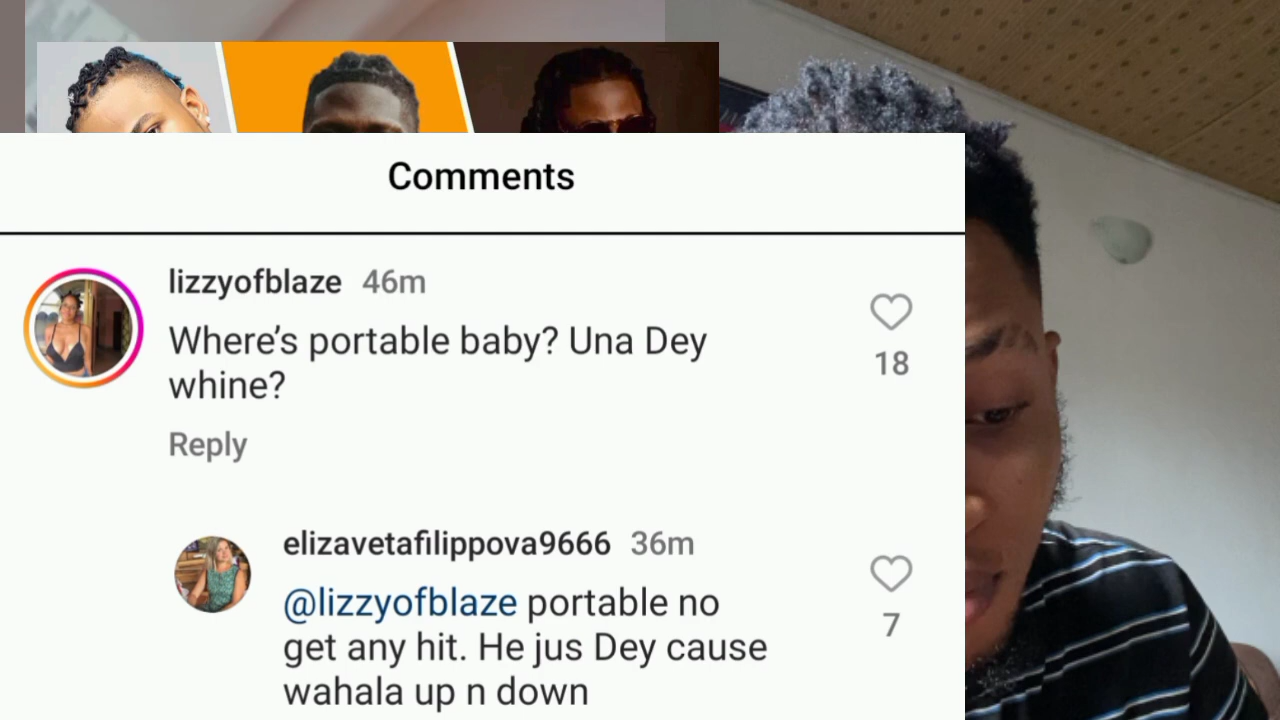 Comments
lizzyofblaze 46m
Where’s portable baby? Una Dey
whine?
18
Reply
elizavetafilippova9666 36m
@lizzyofblaze portable no
get any hit. He jus Dey cause
wahala up n down
7